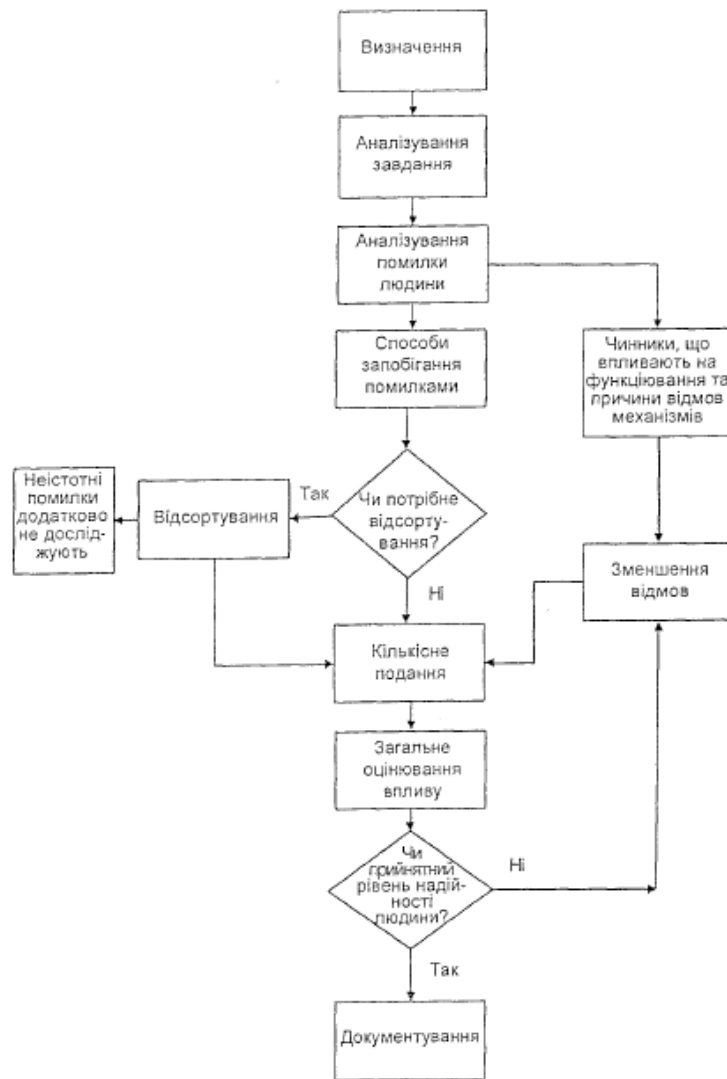 Визначення
Аналізування
завдання
Аналізування
помилки
людини
Способи
запобігання
помилками
Чинники, що
впливають на
функціювання та
причини відмов
механізмів
Неістотні
помилки
додатково
не дослід-
жують
Відсортування
Так
Чи потрібне
відсорту-
вання?
Ні
Зменшення
відмов
Кількісне
подання
Загальне
оцінювання
впливу
Чи
прийнятний
рівень надій-
ності
людини?
Ні
Так
Документування